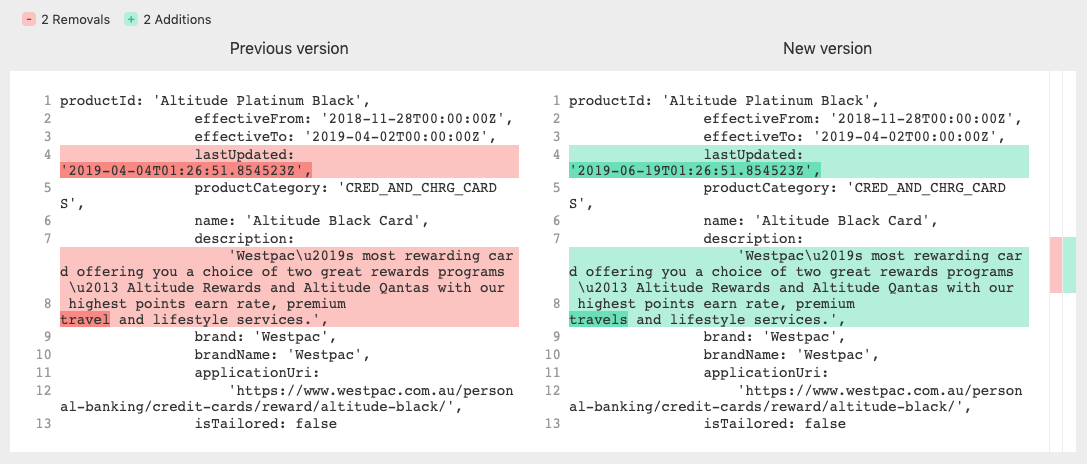 - 2 Removals + 2 Additions
Previous version
New version
1 productId: 'Altitude Platinum Black',
2 effectiveFrom: '2018-11-28T00:00:00Z',
3 effectiveTo: '2019-04-02T00:00:00Z',
4 lastUpdated:
'2019-04-04T01:26:51.854523Z',
5 productCategory: 'CRED_AND_CHRG_CARD
S',
6 name: 'Altitude Black Card',
7 description:
'Westpac\u2019s most rewarding car
d offering you a choice of two great rewards programs
\u2013 Altitude Rewards and Altitude Qantas with our
8 highest points earn rate, premium
travel and lifestyle services.',
9 brand: 'Westpac',
10 brandName: 'Westpac',
11 applicationUri:
12 'https://www.westpac.com.au/person
al-banking/credit-cards/reward/altitude-black/',
13 isTailored: false
1 productId: 'Altitude Platinum Black',
2 effectiveFrom: '2018-11-28T00:00:00Z',
3 effectiveTo: '2019-04-02T00:00:00Z',
4 lastUpdated:
'2019-06-19T01:26:51.854523Z',
5 productCategory: 'CRED_AND_CHRG_CARD
S',
6 name: 'Altitude Black Card',
7 description:
'Westpac\u2019s most rewarding car
d offering you a choice of two great rewards programs
\u2013 Altitude Rewards and Altitude Qantas with our
8 highest points earn rate, premium
travels and lifestyle services.',
9 brand: 'Westpac',
10 brandName: 'Westpac',
11 applicationUri:
12 'https://www.westpac.com.au/person
al-banking/credit-cards/reward/altitude-black/',
13 isTailored: false